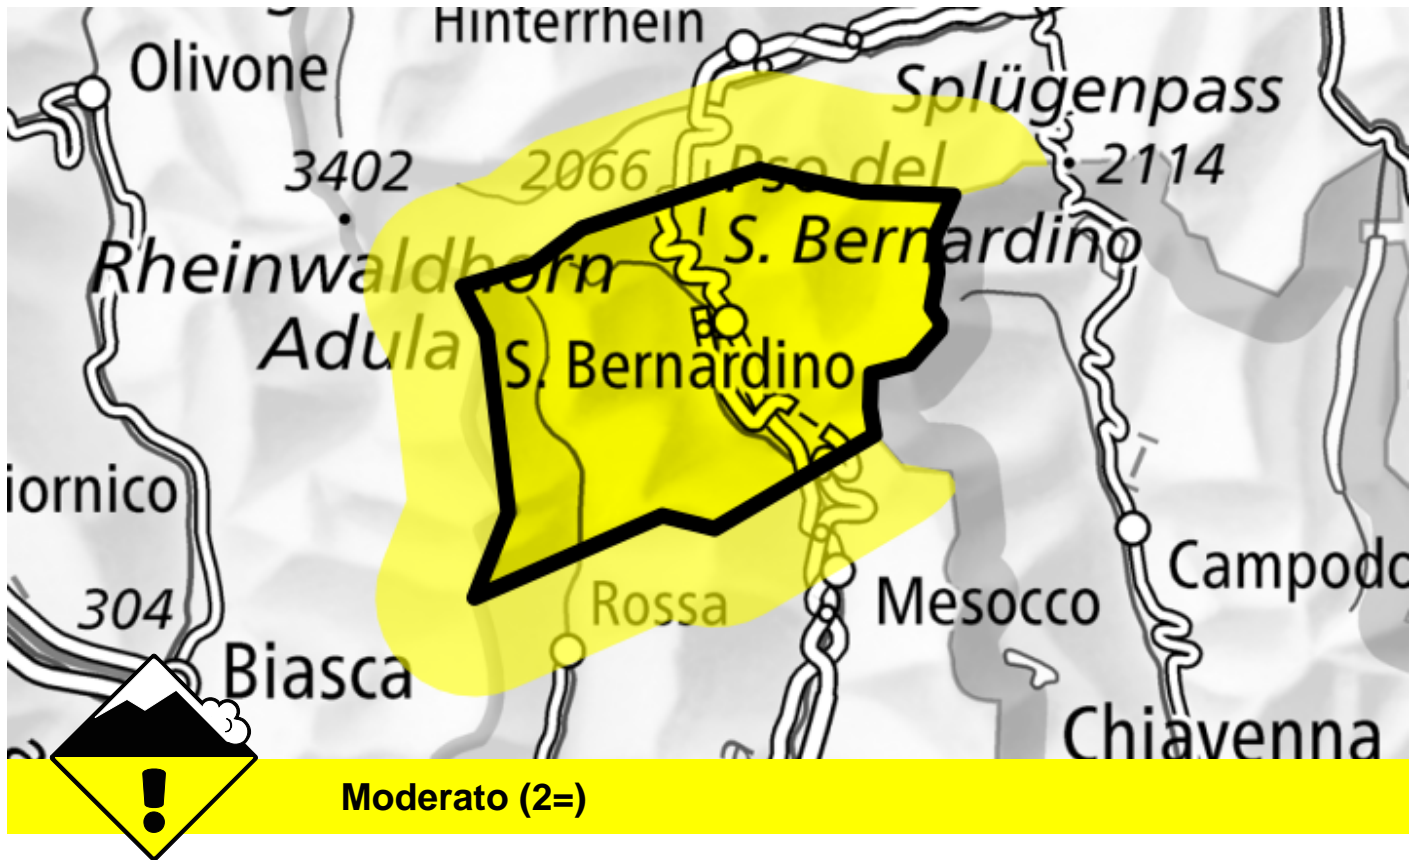 Hinterrhein
Olivone
Splügenpass
3402
2066
Pso del
2114
S. Bernardino
Rheinwaldhorn
Adula
S. Bernardino
iornico
Campodo
304
Rossa
Mesocco
Biasca
Chiavenna
Moderato (2=)